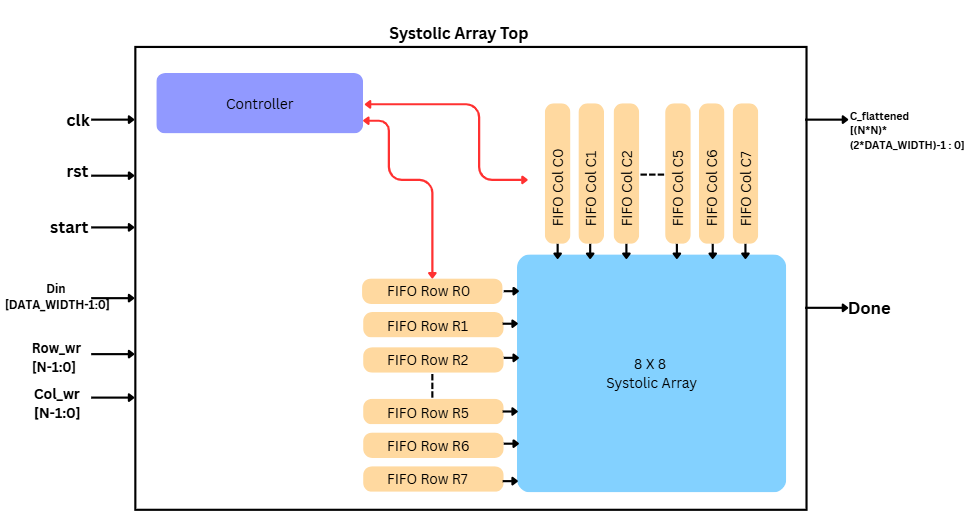 Systolic Array Top
Controller
clk
rst
start
Din
[DATA_WIDTH-1:0]
Row_wr
[N-1:0]
Col_wr
[N-1:0]
FIFO Col C0
FIFO Col C1
FIFO Col C2
FIFO Col C5
FIFO Col C6
FIFO Col C7
FIFO Row R0
FIFO Row R1
FIFO Row R2
FIFO Row R5
FIFO Row R6
FIFO Row R7
8 X 8
Systolic Array
C_flattened
[(N*N)*
(2*DATA_WIDTH)-1 : 0]
Done